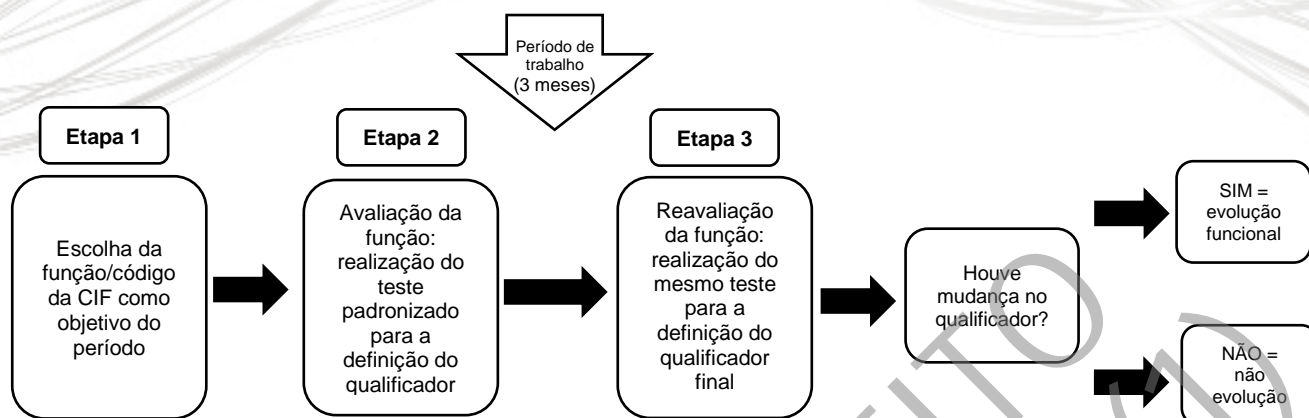 Período de
trabalho
(3 meses)
Etapa 1
Etapa 2
Etapa 3
Escolha da
função/código
da CIF como
objetivo do
período
Avaliação da
função:
realização do
teste
padronizado
para a
definição do
qualificador
Reavaliação
da função:
realização do
mesmo teste
para a
definição do
qualificador
final
Houve
mudança no
qualificador?
SIM =
evolução
funcional
NÃO =
não
evolução